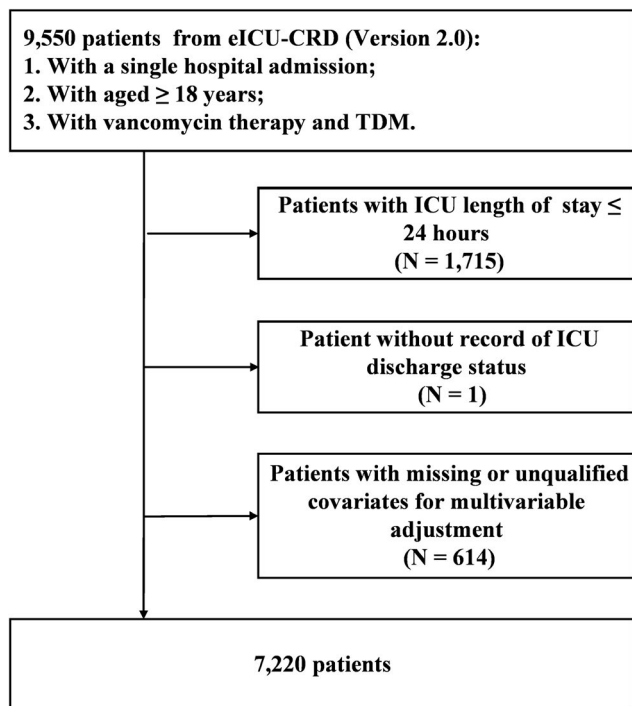 9,550 patients from eICU-CRD (Version 2.0):
1. With a single hospital admission;
2. With aged ≥ 18 years;
3. With vancomycin therapy and TDM.
Patients with ICU length of stay ≤
24 hours
(N = 1,715)
Patient without record of ICU
discharge status
(N = 1)
Patients with missing or unqualified
covariates for multivariable
adjustment
(N = 614)
7,220 patients